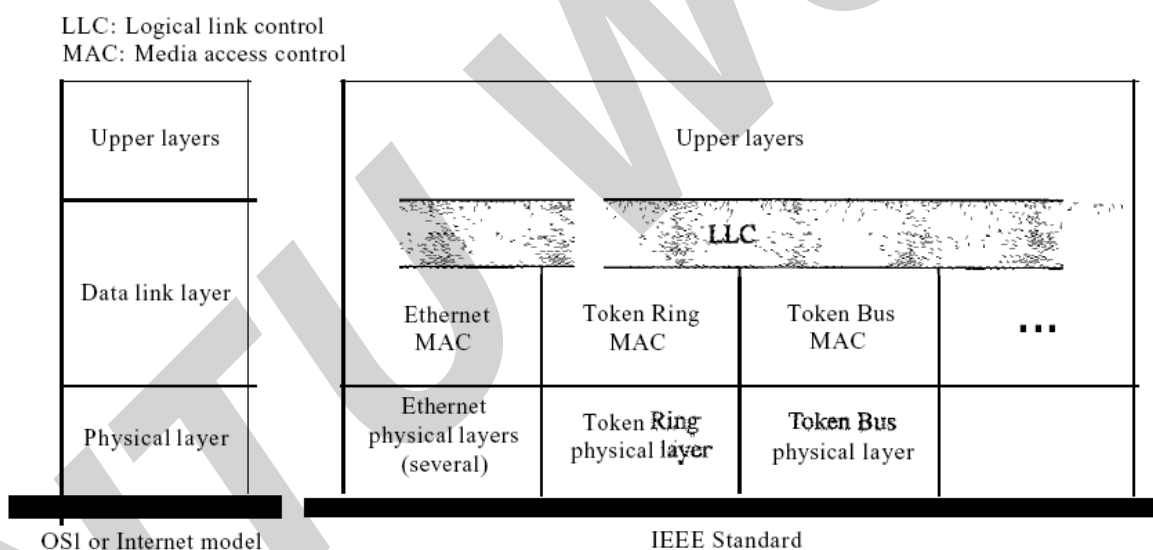 LLC: Logical link control
MAC: Media access control
Upper layers
Data link layer
Physical layer
OS1 or Internet model
Upper layers
LLC
Ethernet
MAC
Token Ring
MAC
Token Bus
MAC
...
Ethernet
physical layers
(several)
Token Ring
physical layer
Token Bus
physical layer
IEEE Standard